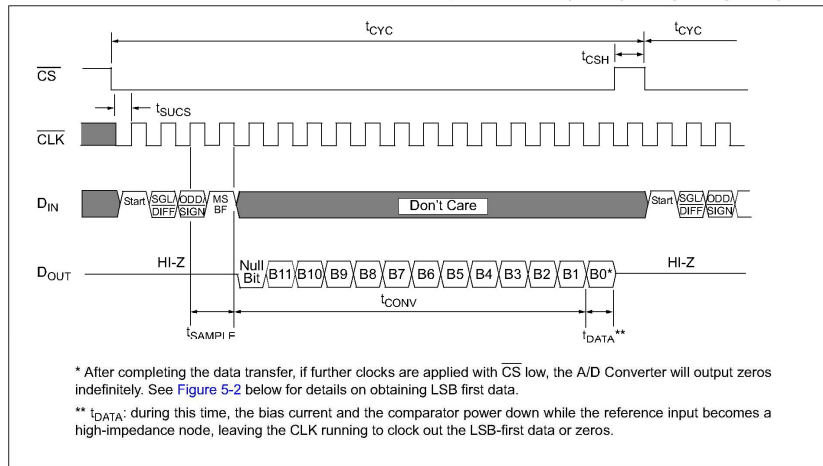 tCYC tCYC
tCSH
CS
tSUCS
CLK
DIN Start SGL/ DIFF ODD/ SIGN MS BF Don't Care Start SGL/ DIFF ODD/ SIGN
DOUT HI-Z Null Bit B11 B10 B9 B8 B7 B6 B5 B4 B3 B2 B1 B0* HI-Z
tCONV
tSAMPLE tDATA**
* After completing the data transfer, if further clocks are applied with CS low, the A/D Converter will output zeros
indefinitely. See Figure 5-2 below for details on obtaining LSB first data.
** tDATA: during this time, the bias current and the comparator power down while the reference input becomes a
high-impedance node, leaving the CLK running to clock out the LSB-first data or zeros.